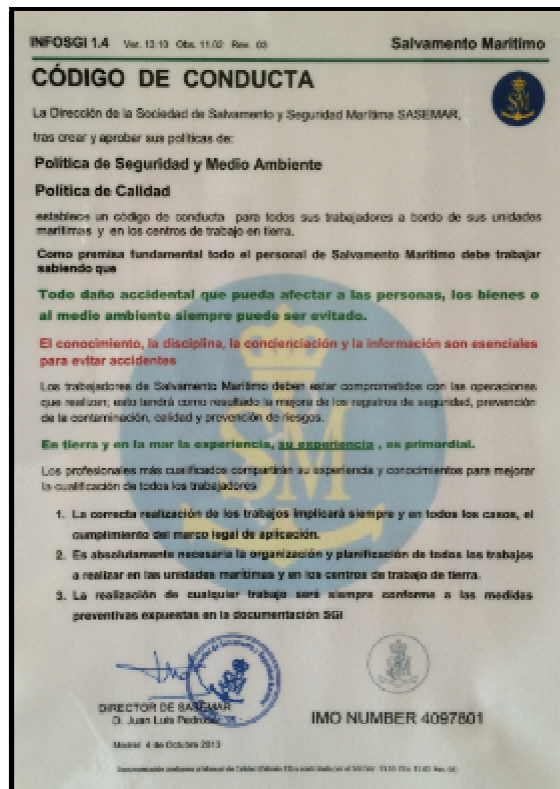 INFOSGI 1.4 Ver. 13.10 Obs. 11.02 Rev. 03 Salvamento Marítimo
CÓDIGO DE CONDUCTA
SM
La Dirección de la Sociedad de Salvamento y Seguridad Marítima SASEMAR,
tras crear y aprobar sus políticas de:
Política de Seguridad y Medio Ambiente
Política de Calidad
establece un código de conducta para todos sus trabajadores a bordo de sus unidades
marítimas y en los centros de trabajo en tierra.
Como premisa fundamental todo el personal de Salvamento Marítimo debe trabajar
sabiendo que
Todo daño accidental que pueda afectar a las personas, los bienes o
al medio ambiente siempre puede ser evitado.
El conocimiento, la disciplina, la concienciación y la información son esenciales
para evitar accidentes
Los trabajadores de Salvamento Marítimo deben estar comprometidos con las operaciones
que realizan; esto tendrá como resultado la mejora de los registros de seguridad, prevención
de la contaminación, calidad y prevención de riesgos.
En tierra y en la mar la experiencia, su experiencia , es primordial.
Los profesionales más cualificados compartirán su experiencia y conocimientos para mejorar
la cualificación de todos los trabajadores
SM
1. La correcta realización de los trabajos implicará siempre y en todos los casos, el
cumplimiento del marco legal de aplicación.
2. Es absolutamente necesaria la organización y planificación de todos los trabajos
a realizar en las unidades marítimas y en los centros de trabajo de tierra.
3. La realización de cualquier trabajo será siempre conforme a las medidas
preventivas expuestas en la documentación SGI
DIRECTOR DE SASEMAR
D. Juan Luis
IMO NUMBER 4097801
Madrid 4 de Octubre 2013